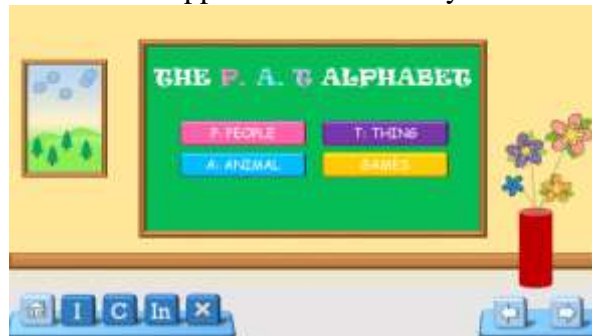 THE P. A. T ALPHABET
P: PEOPLE T: THING
A: ANIMAL GAMES
I C In